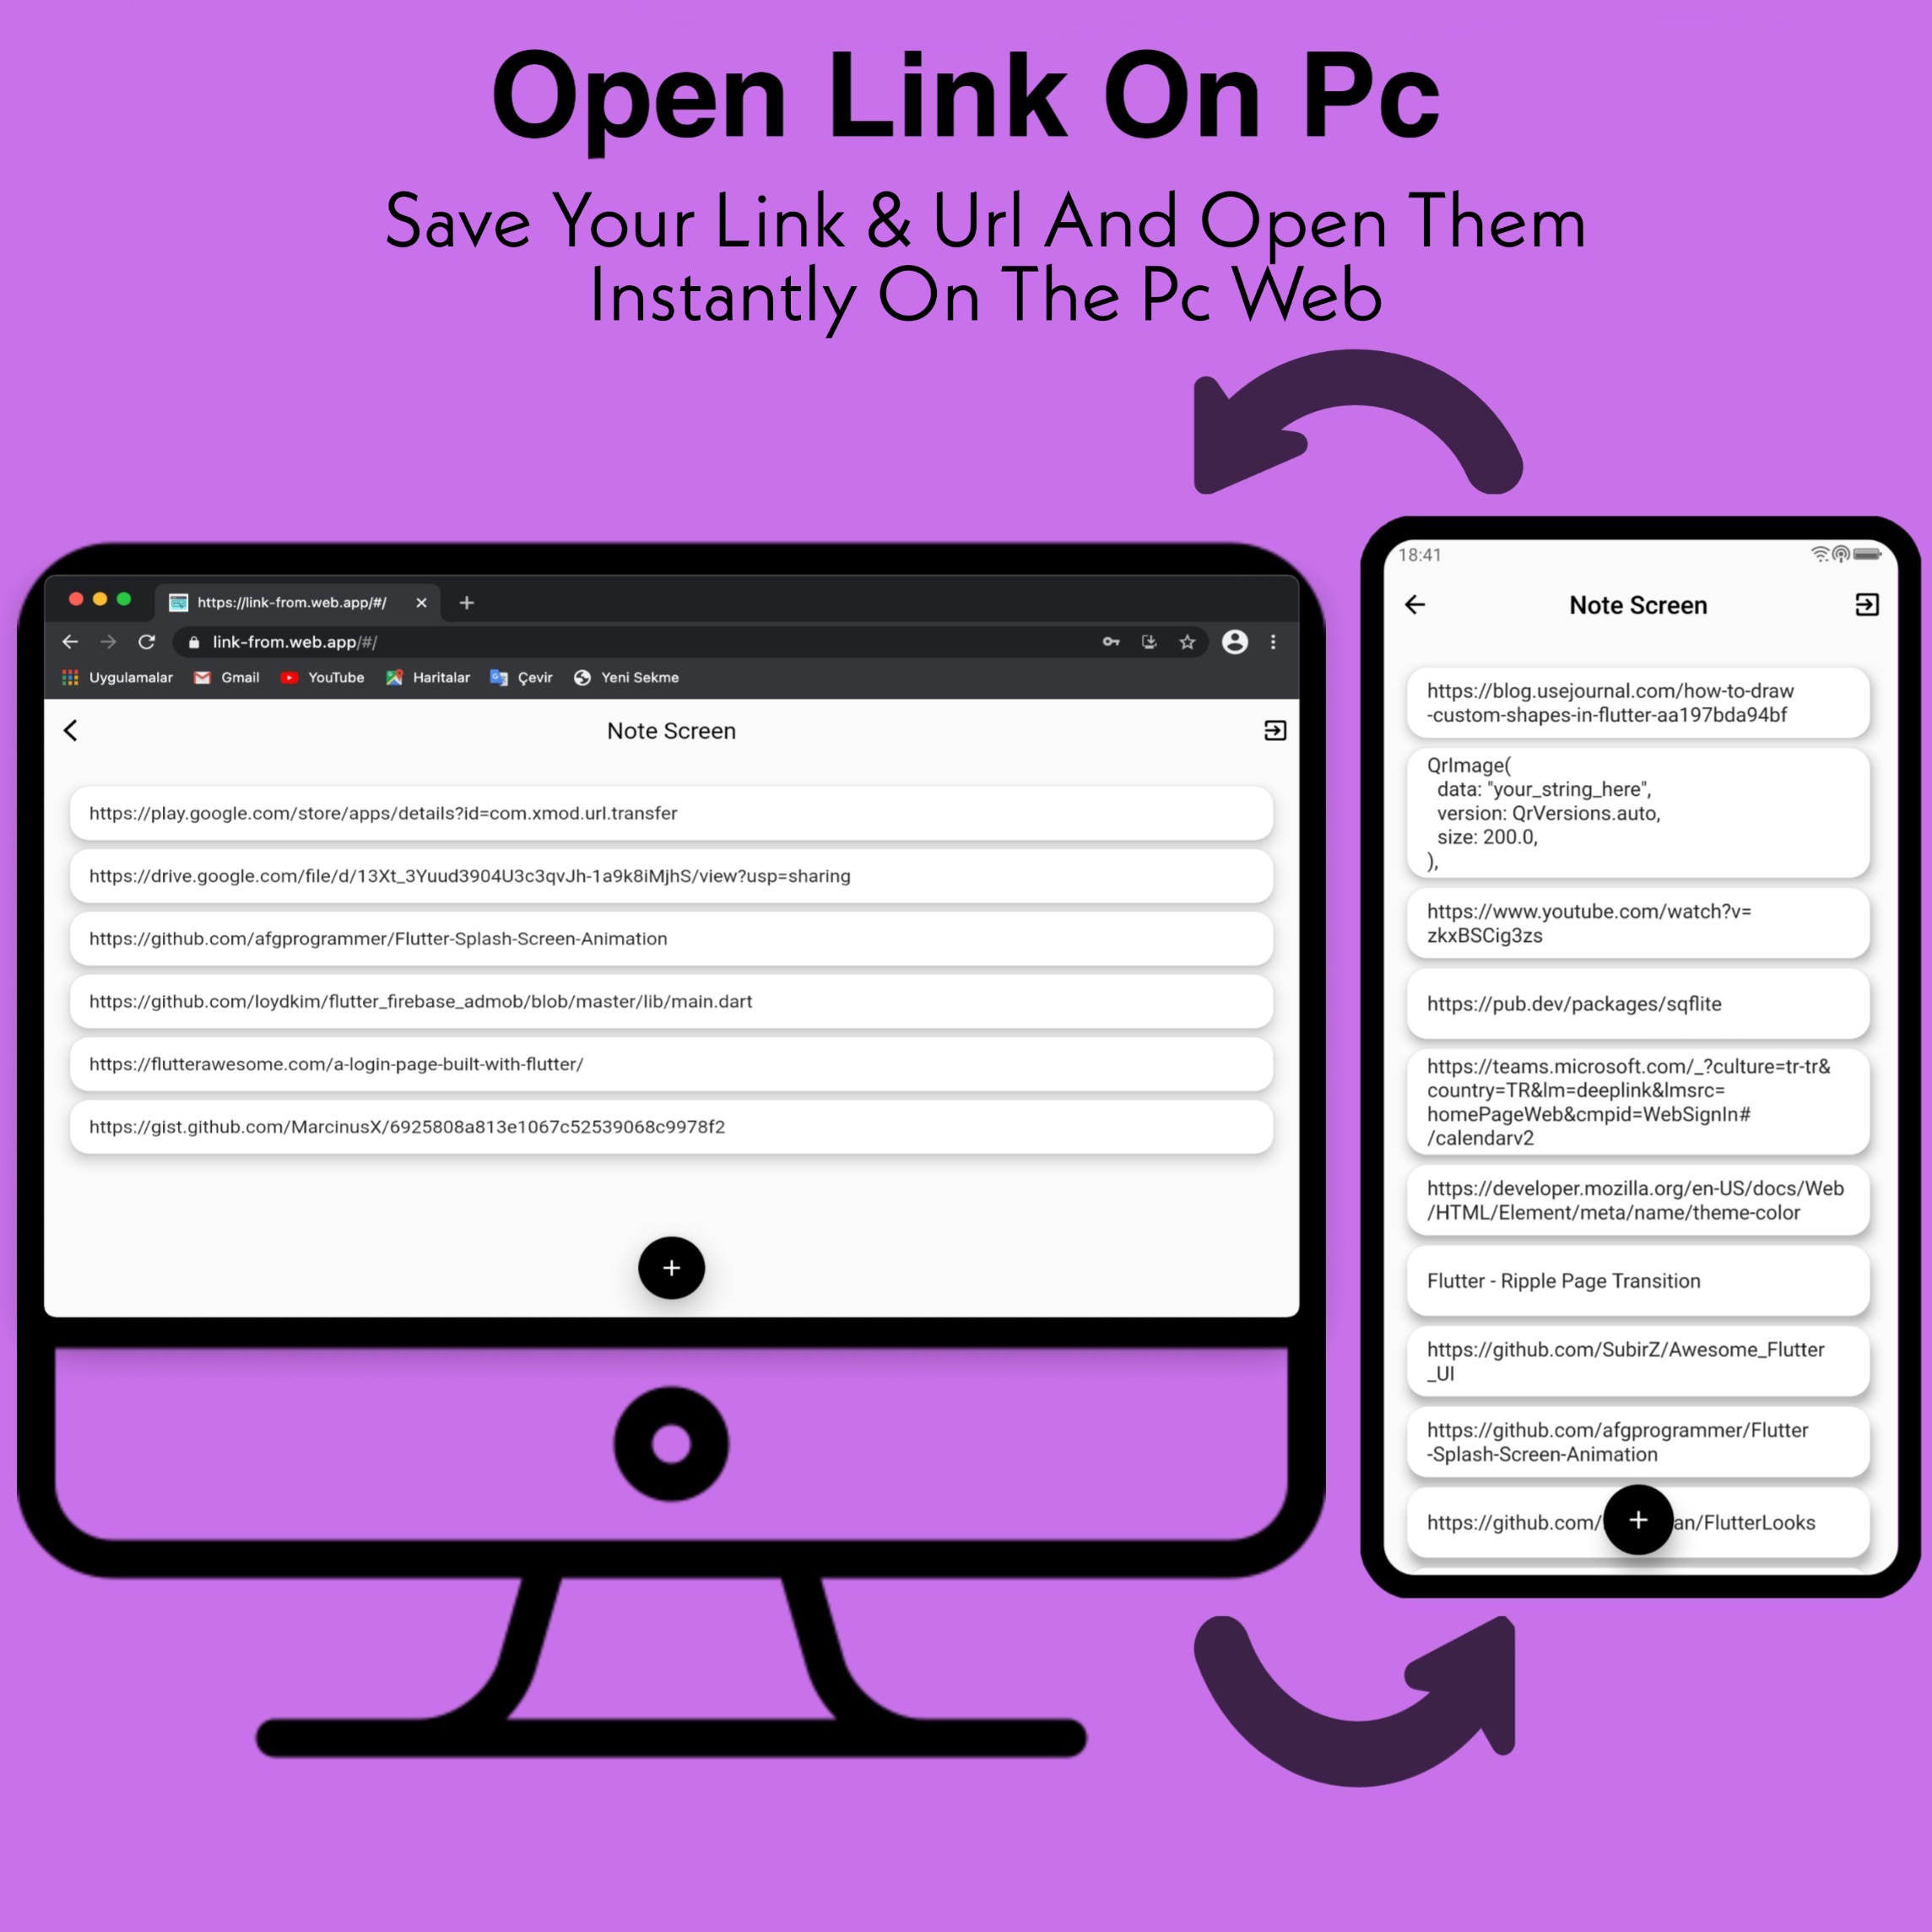 Open Link On Pc
Save Your Link & Url And Open Them
Instantly On The Pc Web
https://link-from.web.app/#/
link-from.web.app/#/
Uygulamalar Gmail YouTube Haritalar Çevir Yeni Sekme
Note Screen
https://play.google.com/store/apps/details?id=com.xmod.url.transfer
https://drive.google.com/file/d/13Xt_3Yuud3904U3c3qvJh-1a9k8iMjhS/view?usp=sharing
https://github.com/afgprogrammer/Flutter-Splash-Screen-Animation
https://github.com/loydkim/flutter_firebase_admob/blob/master/lib/main.dart
https://flutterawesome.com/a-login-page-built-with-flutter/
https://gist.github.com/MarcinusX/6925808a813e1067c52539068c9978f2
+
18:41
Note Screen
https://blog.usejournal.com/how-to-draw
-custom-shapes-in-flutter-aa197bda94bf
QrImage(
data: "your_string_here",
version: QrVersions.auto,
size: 200.0,
),
https://www.youtube.com/watch?v=
zkxBSCig3zs
https://pub.dev/packages/sqflite
https://teams.microsoft.com/_?culture=tr-tr&
country=TR&lm=deeplink&lmsrc=
homePageWeb&cmpid=WebSignIn#
/calendarv2
https://developer.mozilla.org/en-US/docs/Web
/HTML/Element/meta/name/theme-color
Flutter - Ripple Page Transition
https://github.com/SubirZ/Awesome_Flutter
_UI
https://github.com/afgprogrammer/Flutter
-Splash-Screen-Animation
https://github.com/ an/FlutterLooks
+